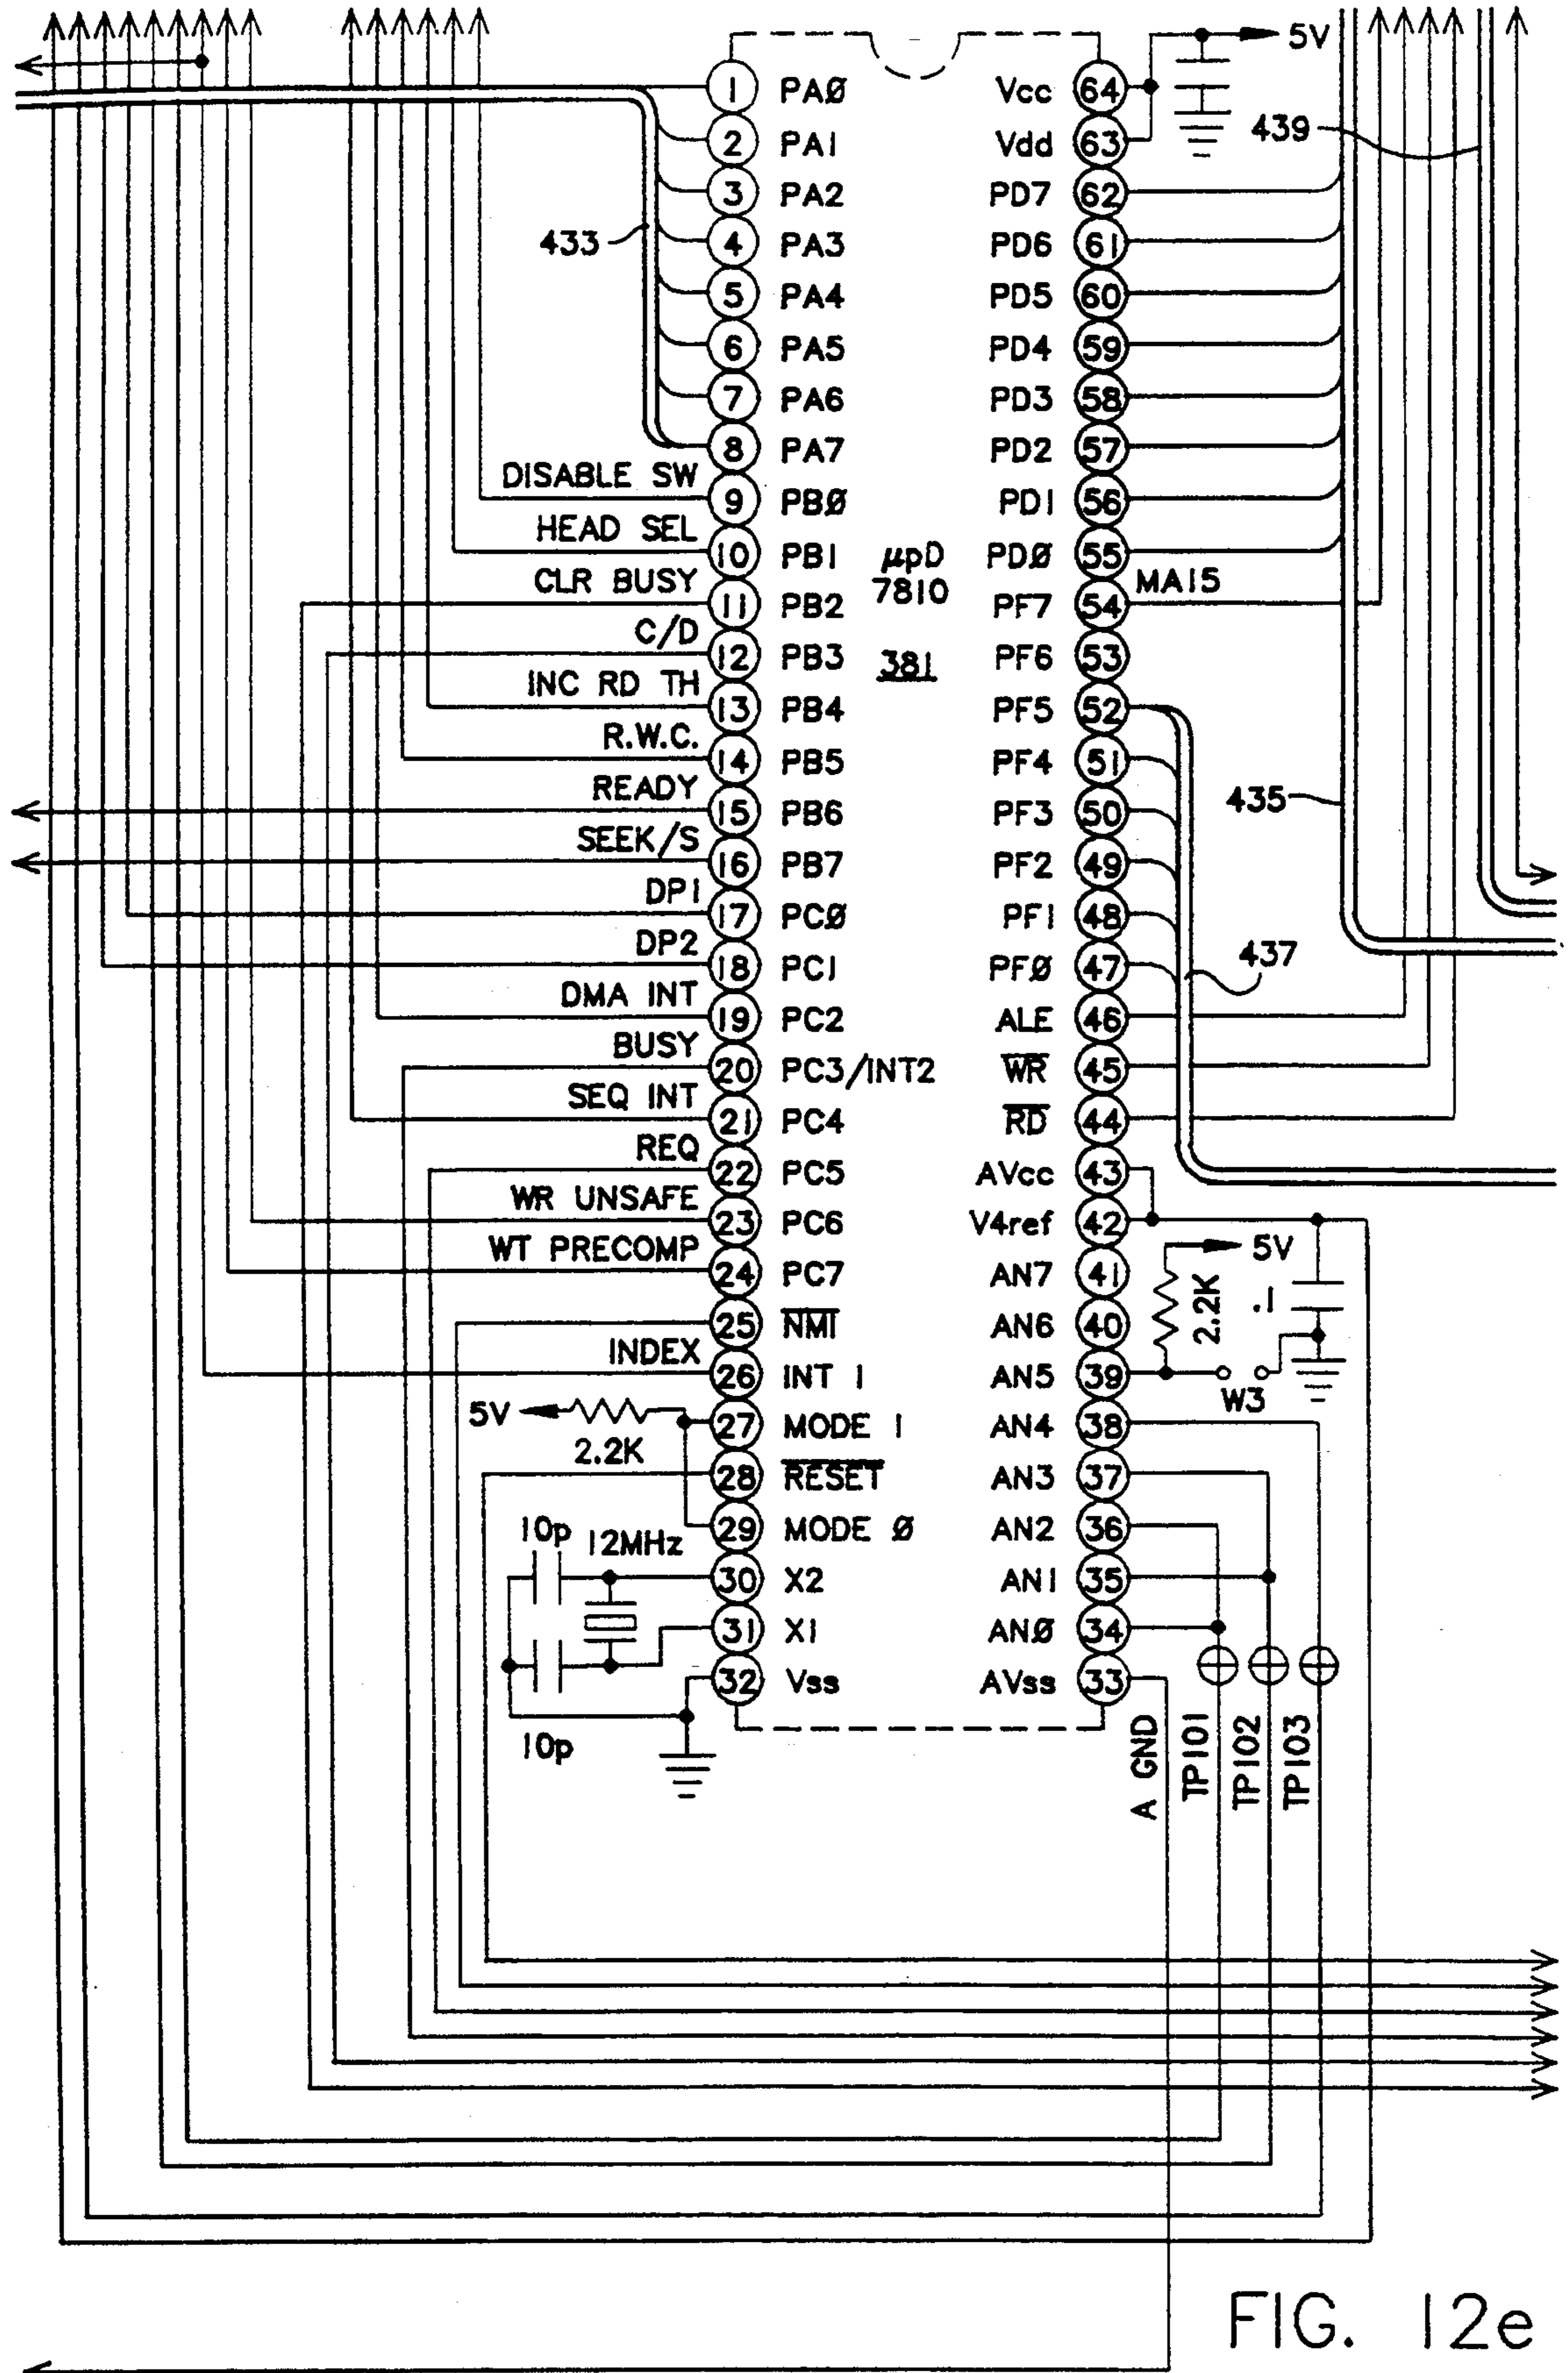 5V
1 PAØ Vcc 64
439
2 PA1 Vdd 63
3 PA2 PD7 62
433
4 PA3 PD6 61
5 PA4 PD5 60
6 PA5 PD4 59
7 PA6 PD3 58
8 PA7 PD2 57
DISABLE SW
9 PBØ PD1 56
HEAD SEL
10 PB1 µpD PDØ 55
CLR BUSY 7810 MA15
11 PB2 PF7 54
C/D
12 PB3 381 PF6 53
INC RD TH
13 PB4 PF5 52
R.W.C.
14 PB5 PF4 51
READY 435
15 PB6 PF3 50
SEEK/S
16 PB7 PF2 49
DP1
17 PCØ PF1 48
DP2 437
18 PC1 PFØ 47
DMA INT
19 PC2 ALE 46
BUSY
20 PC3/INT2 WR 45
SEQ INT
21 PC4 RD 44
REQ
22 PC5 AVcc 43
WR UNSAFE
23 PC6 V4ref 42
WT PRECOMP 5V
24 PC7 AN7 41 2.2K .1
25 NMI AN6 40
INDEX
26 INT 1 AN5 39 W3
5V 2.2K
27 MODE 1 AN4 38
28 RESET AN3 37
10p 12MHz
29 MODE Ø AN2 36
30 X2 AN1 35
31 X1 ANØ 34
32 Vss AVss 33
10p
A GND
TP101
TP102
TP103
FIG. 12e